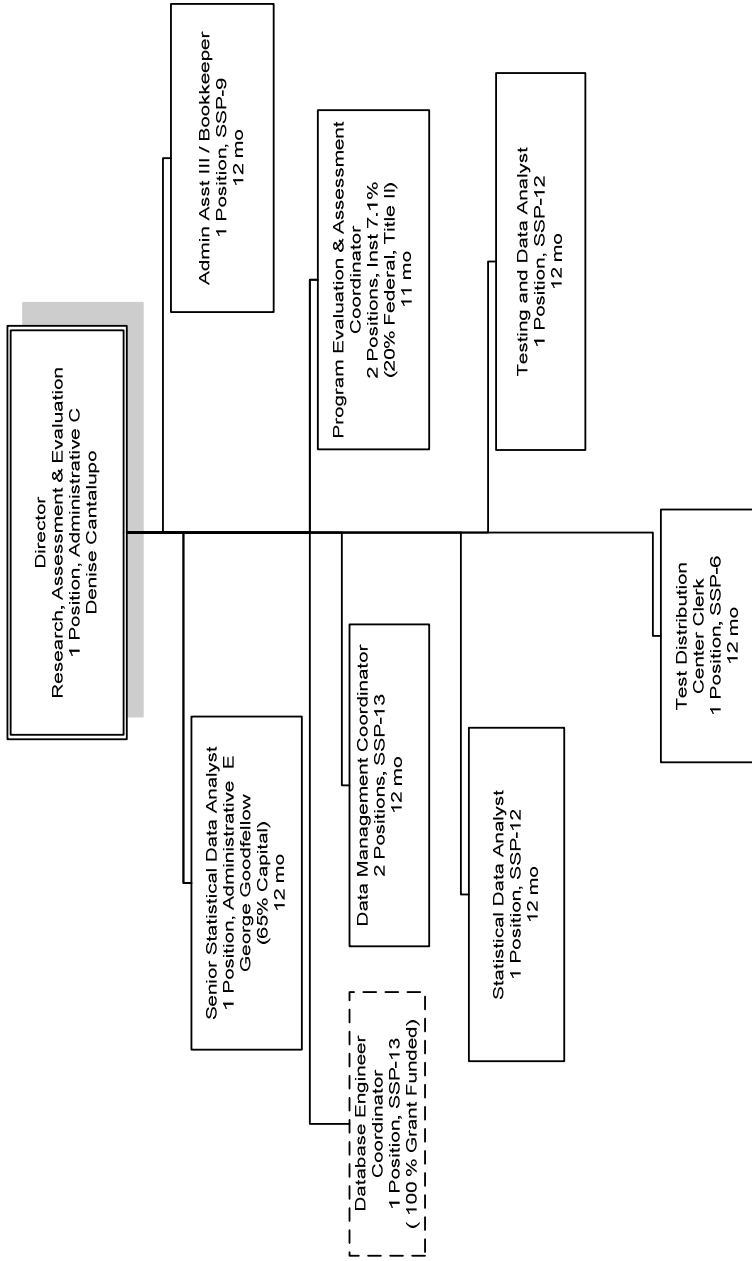 Director
Research, Assessment & Evaluation
1 Position, Administrative C
Denise Cantalupo
Admin Asst III / Bookkeeper
1 Position, SSP-9
12 mo
Senior Statistical Data Analyst
1 Position, Administrative E
George Goodfellow
(65% Capital)
12 mo
Program Evaluation & Assessment
Coordinator
2 Positions, Inst 7.1%
(20% Federal, Title II)
11 mo
Database Engineer
Coordinator
1 Position, SSP-13
( 100 % Grant Funded)
Data Management Coordinator
2 Positions, SSP-13
12 mo
Statistical Data Analyst
1 Position, SSP-12
12 mo
Testing and Data Analyst
1 Position, SSP-12
12 mo
Test Distribution
Center Clerk
1 Position, SSP-6
12 mo